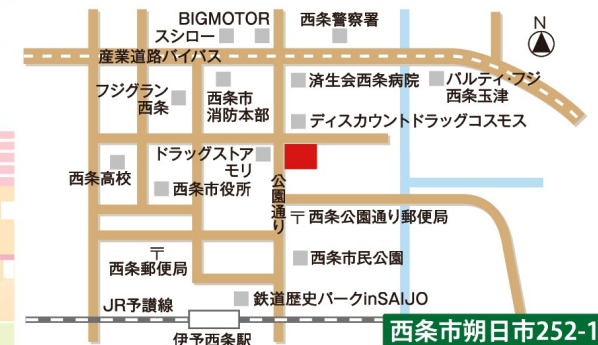 BIGMOTOR
スシロー
西条警察署
N
産業道路バイパス
フジグラン
西条
西条市
消防本部
済生会西条病院
パルティ・フジ
西条玉津
ディスカウントドラッグコスモス
ドラッグストア
モリ
西条高校
西条市役所
公園通り
〒西条公園通り郵便局
〒
西条郵便局
西条市民公園
鉄道歴史パークinSAIJO
JR予讃線
伊予西条駅
西条市朔日市252-1